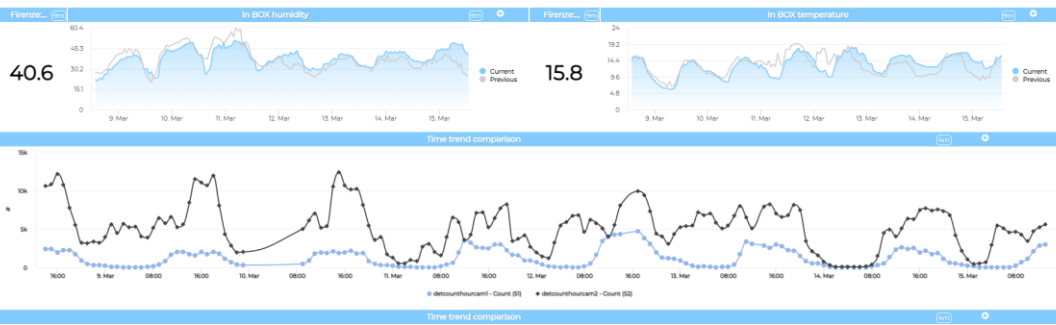 Firenze:... 9m In BOX humidity 9m Firenze:... 9m In BOX temperature 9m
60.4
45.3
30.2
15.1
0
40.6
9. Mar 10. Mar 11. Mar 12. Mar 13. Mar 14. Mar 15. Mar
Current
Previous
24
19.2
14.4
9.6
4.8
0
15.8
9. Mar 10. Mar 11. Mar 12. Mar 13. Mar 14. Mar 15. Mar
Current
Previous
Time trend comparison 4m
15k
10k
5k
0
#
16:00 9. Mar 08:00 16:00 10. Mar 08:00 16:00 11. Mar 08:00 16:00 12. Mar 08:00 16:00 13. Mar 08:00 16:00 14. Mar 08:00 16:00 15. Mar 08:00
detcounthourcam1 - Count (S1) detcounthourcam2 - Count (S2)
Time trend comparison 4m